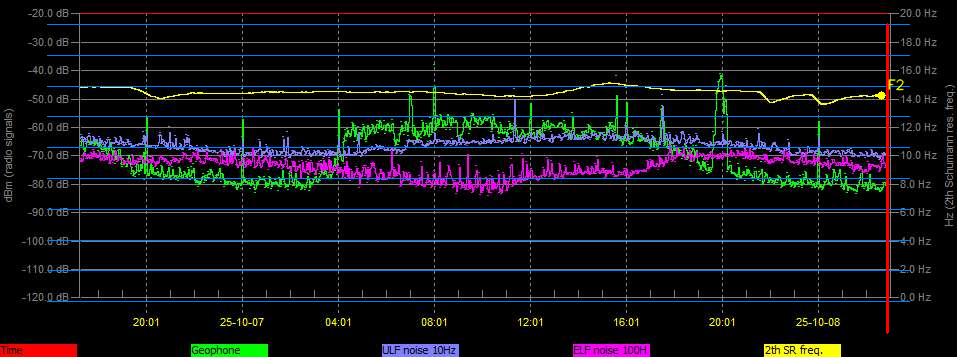 -20.0 dB 20.0 Hz
-30.0 dB 18.0 Hz
-40.0 dB 16.0 Hz
F2
-50.0 dB 14.0 Hz
-60.0 dB 12.0 Hz
-70.0 dB 10.0 Hz
-80.0 dB 8.0 Hz
-90.0 dB 6.0 Hz
-100.0 dB 4.0 Hz
-110.0 dB 2.0 Hz
-120.0 dB 0.0 Hz
dBm (radio signals)
Hz (2th Schumann res. freq.)
20:01 25-10-07 04:01 08:01 12:01 16:01 20:01 25-10-08
Time Geophone ULF noise 10Hz ELF noise 100H 2th SR freq.